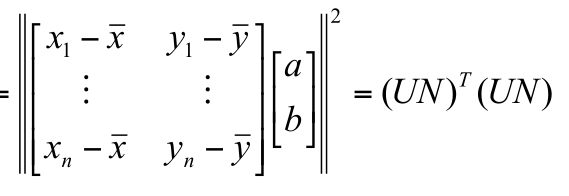 = ‖ [ x₁ − x̄  y₁ − ȳ ] [ a ] ‖² = (UN)ᵀ(UN)
⋮  ⋮
xₙ − x̄  yₙ − ȳ  b